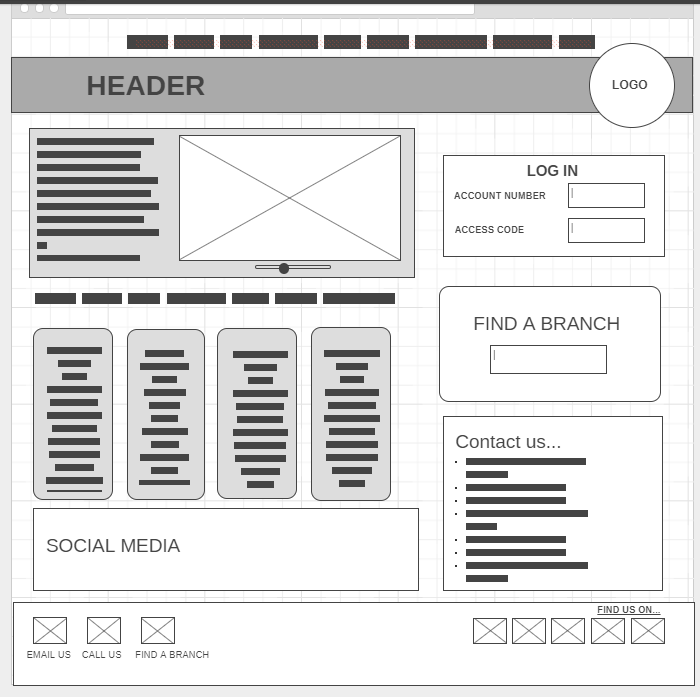 HEADER
LOGO
LOG IN
ACCOUNT NUMBER
ACCESS CODE
FIND A BRANCH
Contact us...
SOCIAL MEDIA
FIND US ON...
EMAIL US
CALL US
FIND A BRANCH